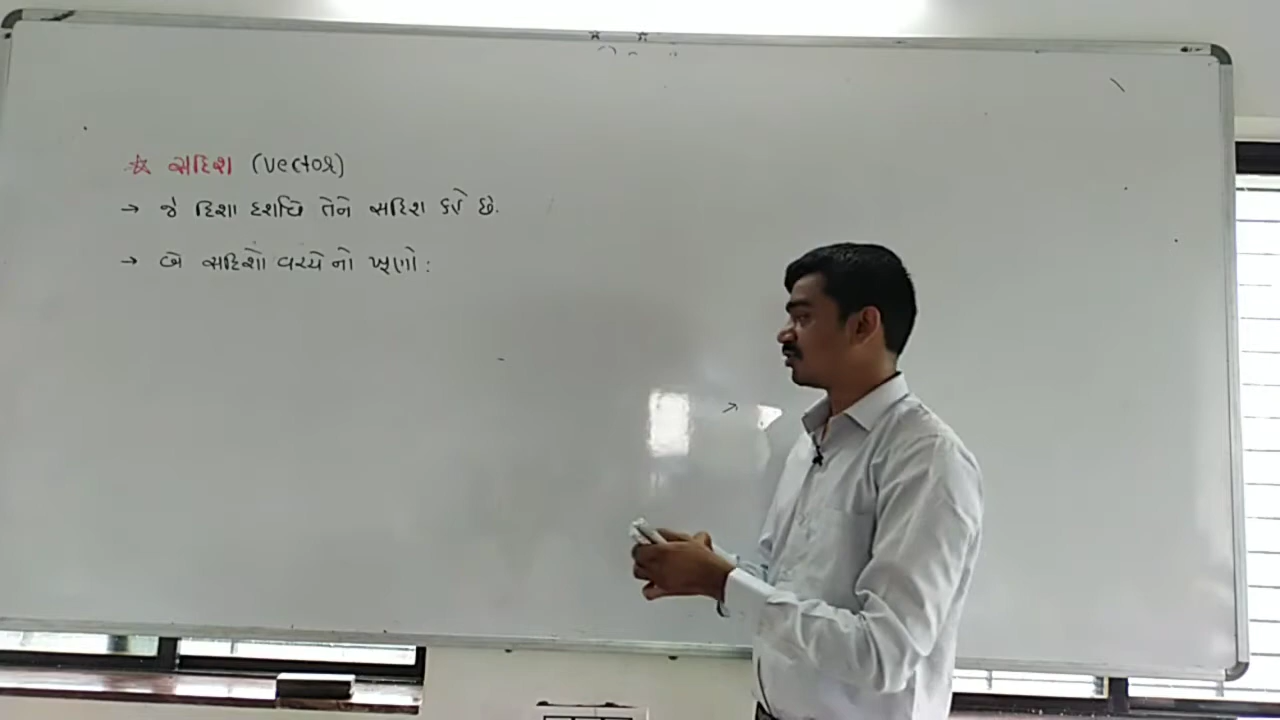 ☆ સદિશ (Vector)
→ જે દિશા દર્શાવે તેને સદિશ કહે છે.
→ બે સદિશો વચ્ચે નો ખૂણો :